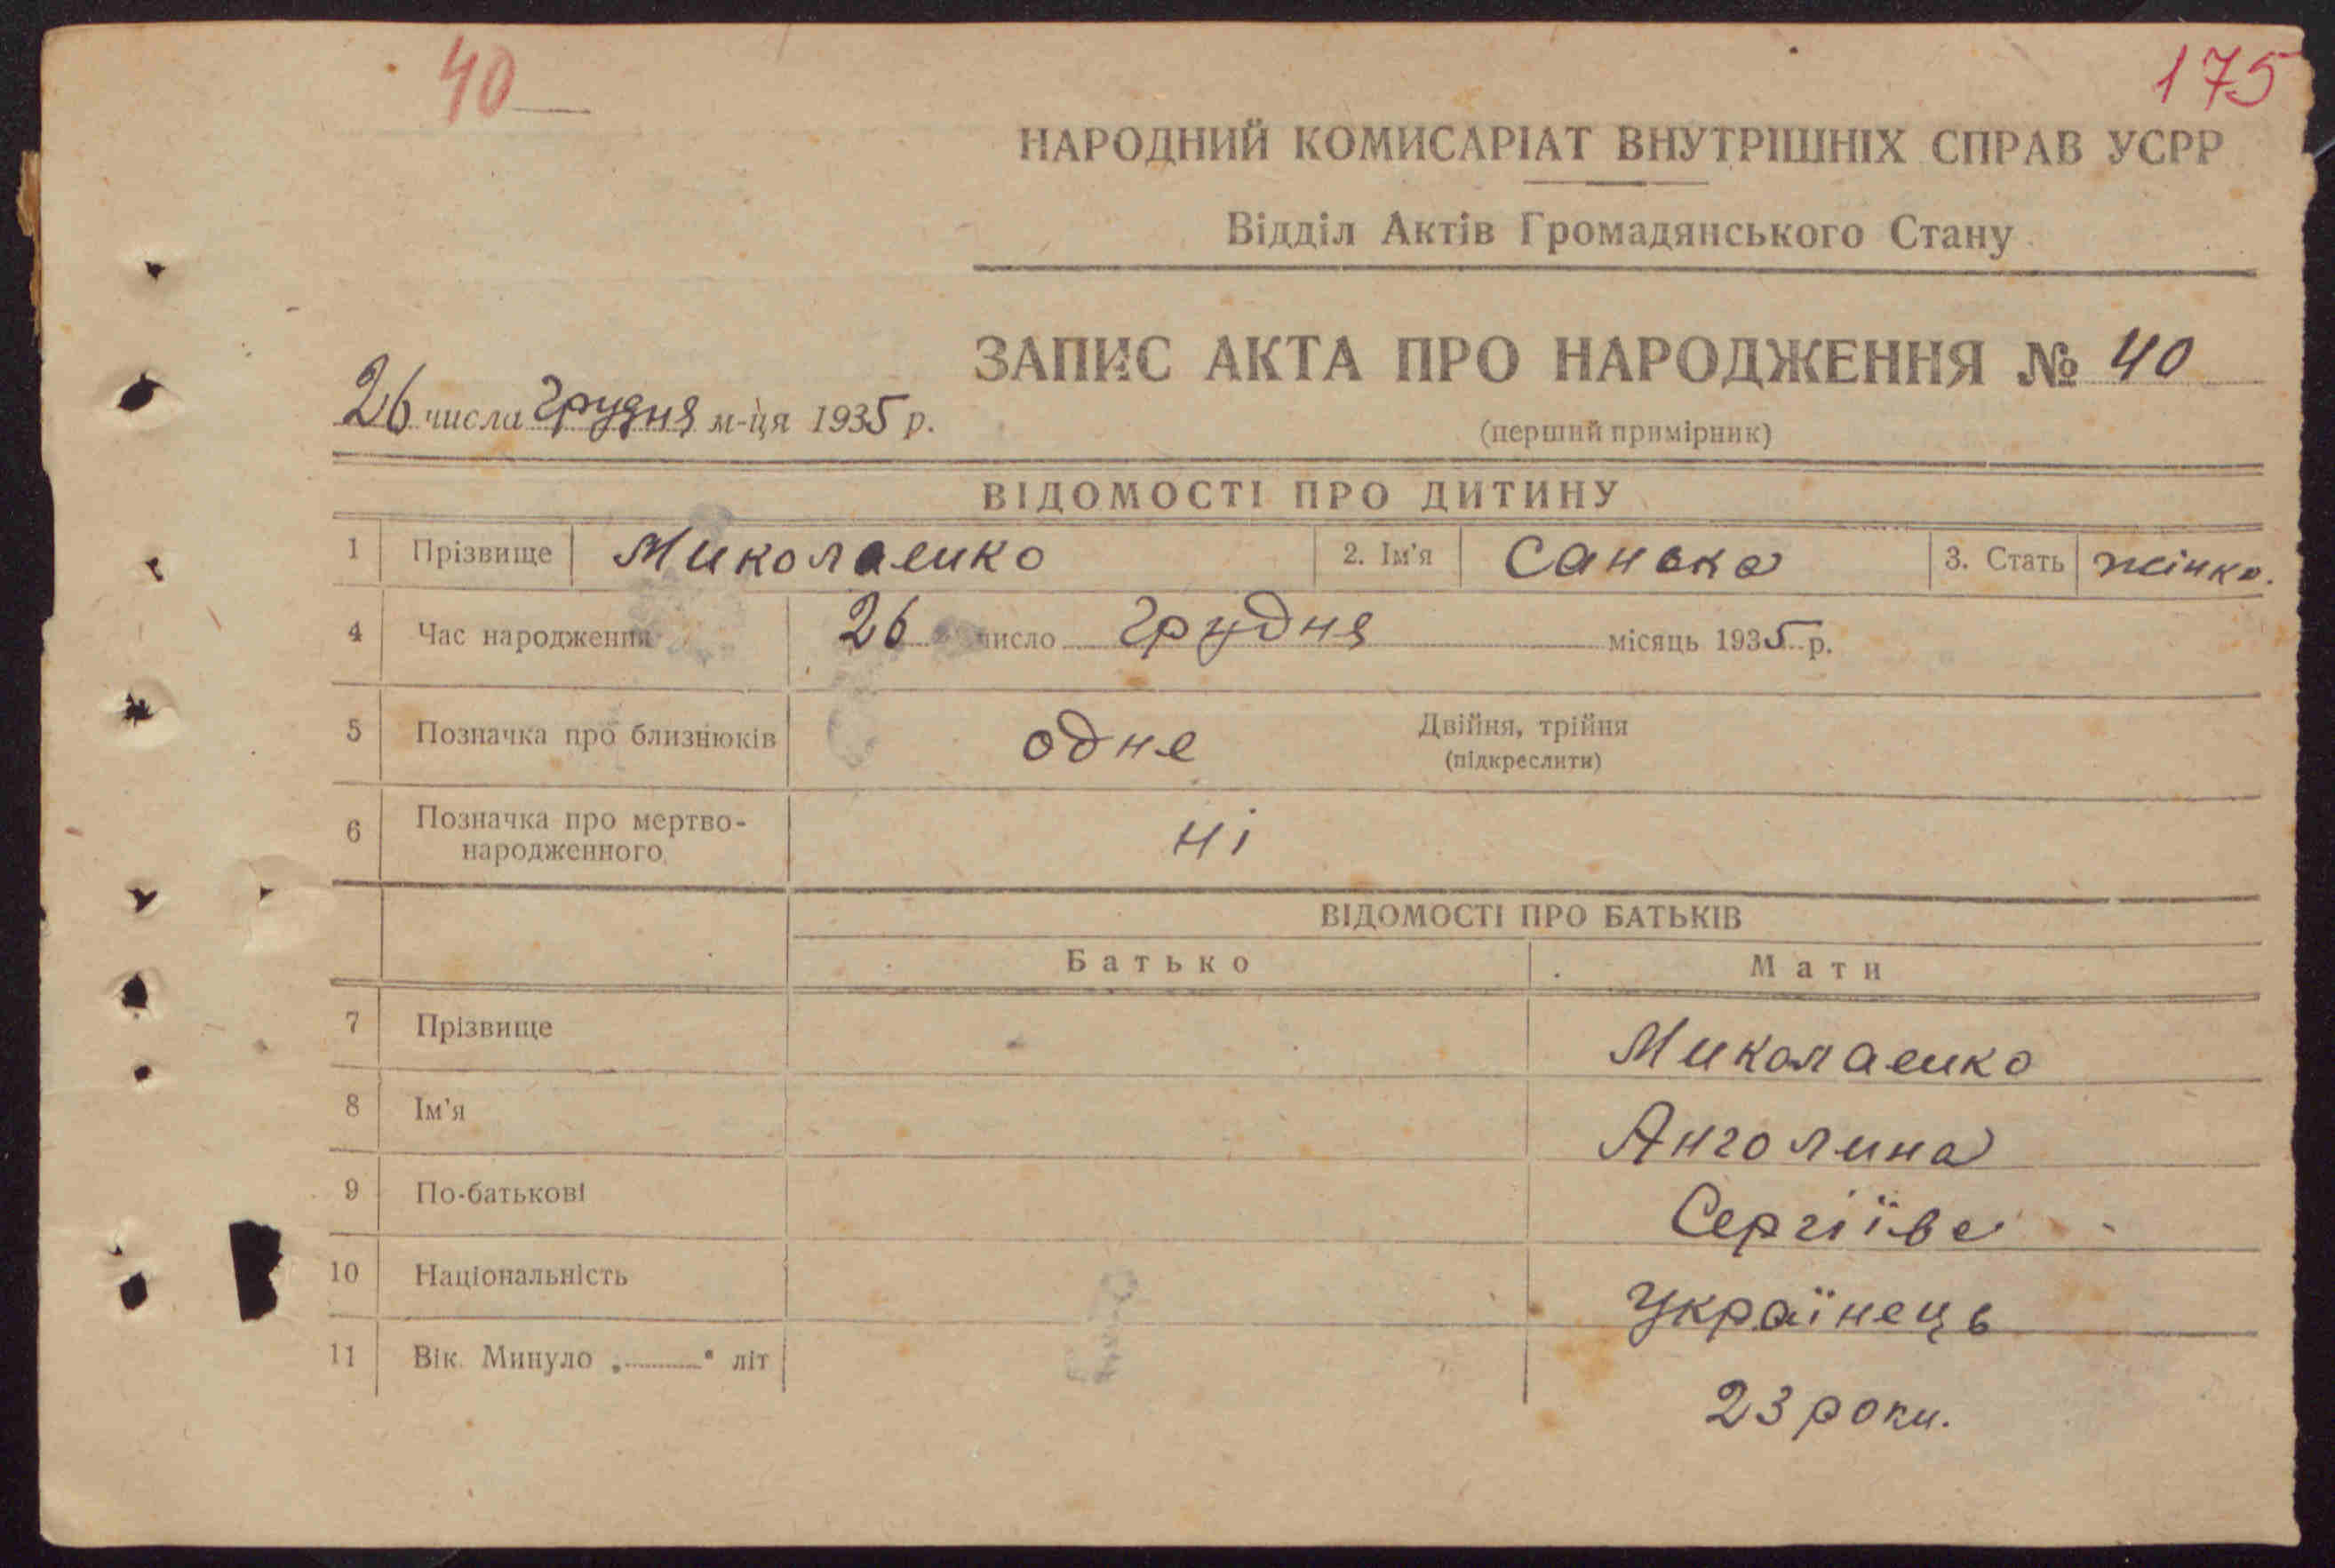 40
175
НАРОДНИЙ КОМИСАРІАТ ВНУТРІШНІХ СПРАВ УСРР
Відділ Актів Громадянського Стану
ЗАПИС АКТА ПРО НАРОДЖЕННЯ № 40
26 числа грудня м-ця 1935 р.
(перший примірник)
ВІДОМОСТІ ПРО ДИТИНУ
1 Прізвище Миколаенко 2. Ім'я Санька 3. Стать жінко.
4 Час народження 26 число грудня місяць 1935 р.
5 Позначка про близнюків одне Двійня, трійня
(підкреслити)
6 Позначка про мертво-
народженного ні
ВІДОМОСТІ ПРО БАТЬКІВ
Батько Мати
7 Прізвище Миколаенко
8 Ім'я Анголина
9 По-батькові Сергіївс
10 Національність Українець
11 Вік. Минуло „ " літ 23 роки.